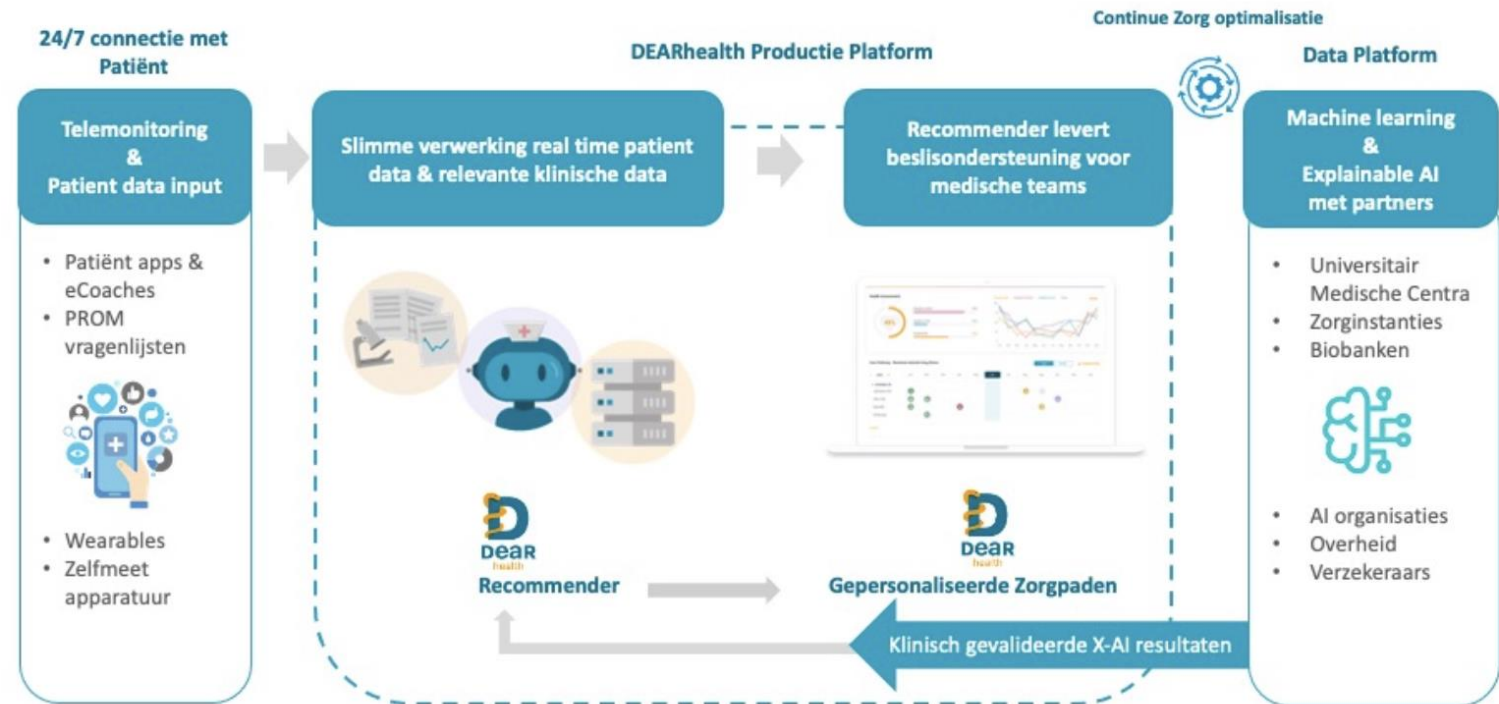 Continue Zorg optimalisatie
24/7 connectie met
Patiënt
DEARhealth Productie Platform
Data Platform
Telemonitoring
&
Patient data input
Slimme verwerking real time patient
data & relevante klinische data
Recommender levert
beslisondersteuning voor
medische teams
Machine learning
&
Explainable AI
met partners
• Patiënt apps &
eCoaches
• PROM
vragenlijsten
• Wearables
• Zelfmeet
apparatuur
DeaR
health
Recommender
DeaR
health
Gepersonaliseerde Zorgpaden
Klinisch gevalideerde X-AI resultaten
• Universitair
Medische Centra
• Zorginstanties
• Biobanken
• AI organisaties
• Overheid
• Verzekeraars